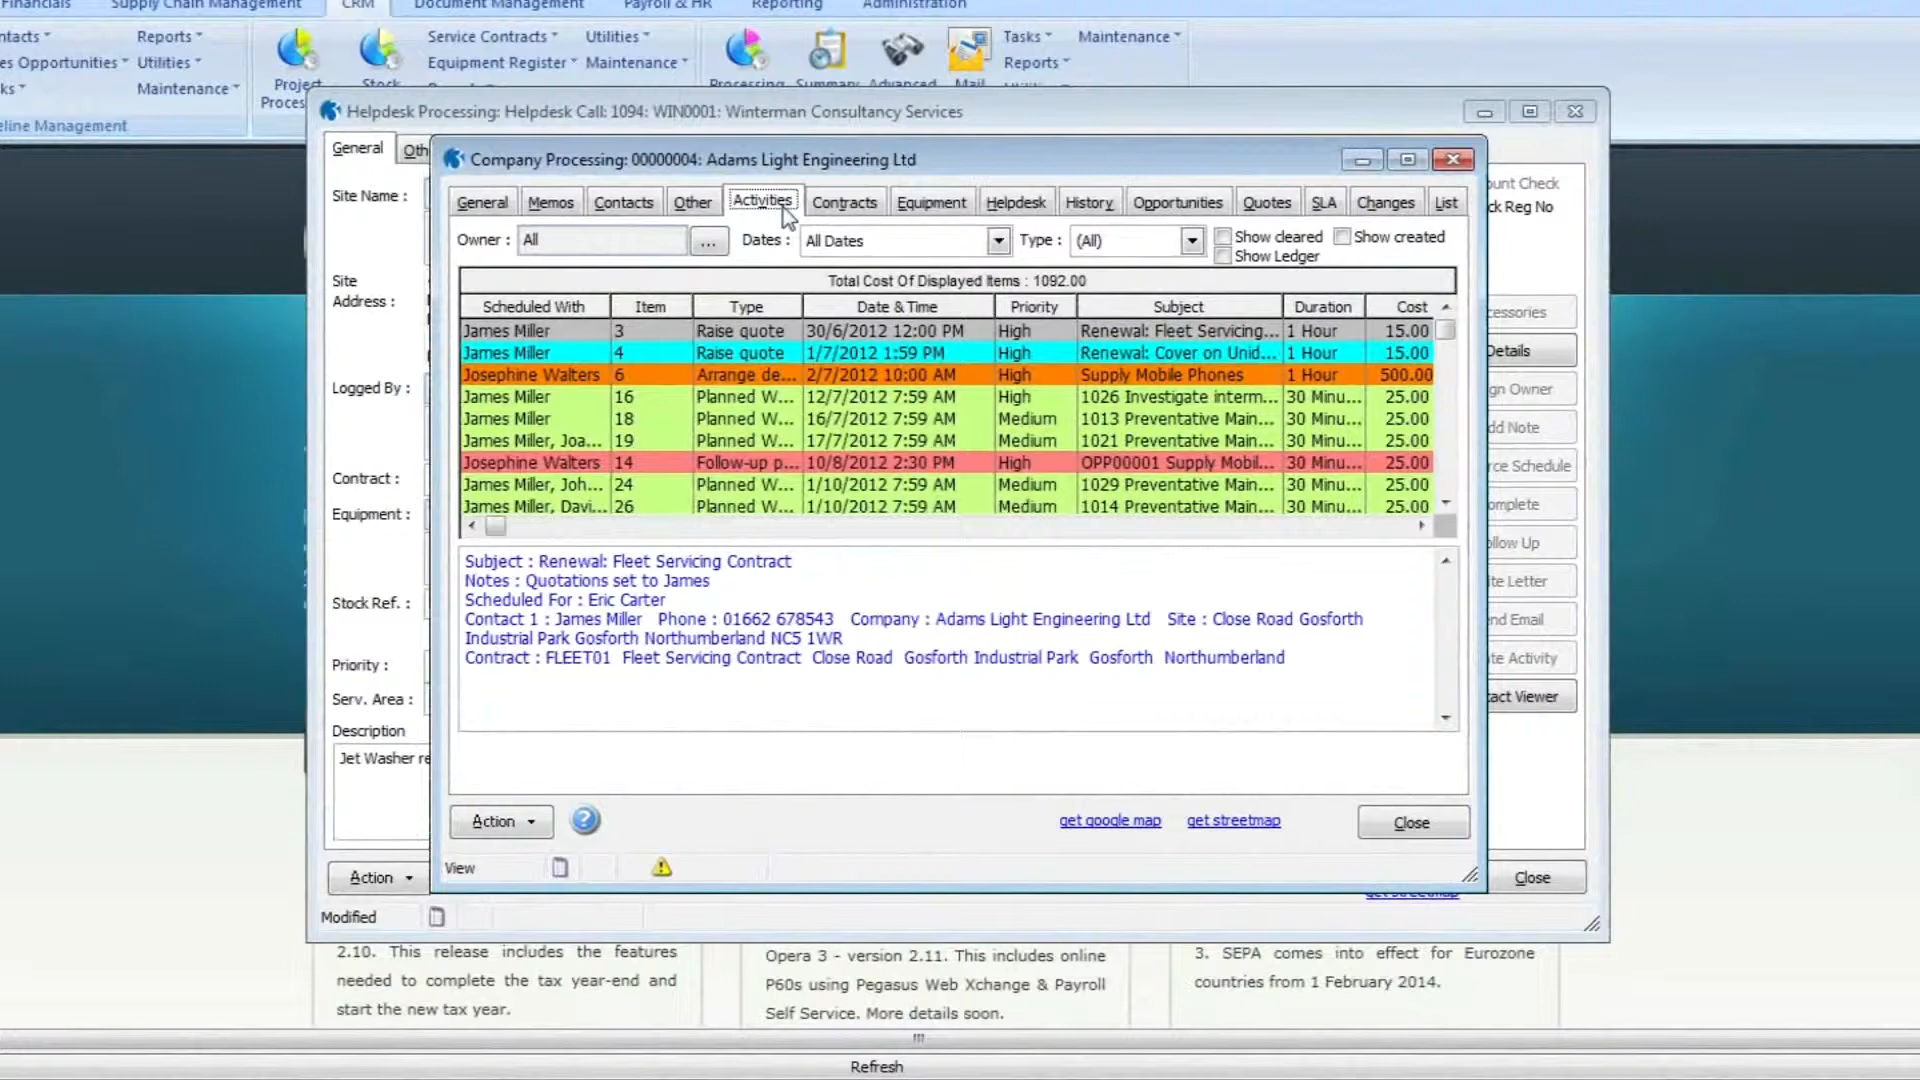 Financials Supply Chain Management CRM Document Management Payroll & HR Reporting Administration
Reports Service Contracts Utilities Tasks Maintenance
es Opportunities Utilities Equipment Register Maintenance Reports
ks Maintenance Project Stock Processing Summary Advanced Mail
eline Management
Helpdesk Processing: Helpdesk Call: 1094: WIN0001: Winterman Consultancy Services
General Oth
Site Name :
Site
Address :
Logged By :
Contract :
Equipment :
Stock Ref. :
Priority :
Serv. Area :
Description
Jet Washer re
Action
Modified
Company Processing: 00000004: Adams Light Engineering Ltd
General Memos Contacts Other Activities Contracts Equipment Helpdesk History Opportunities Quotes SLA Changes List
Owner : All ... Dates : All Dates Type : (All) Show cleared Show created
Show Ledger
Total Cost Of Displayed Items : 1092.00
Scheduled With Item Type Date & Time Priority Subject Duration Cost
James Miller 3 Raise quote 30/6/2012 12:00 PM High Renewal: Fleet Servicing... 1 Hour 15.00
James Miller 4 Raise quote 1/7/2012 1:59 PM High Renewal: Cover on Unid... 1 Hour 15.00
Josephine Walters 6 Arrange de... 2/7/2012 10:00 AM High Supply Mobile Phones 1 Hour 500.00
James Miller 16 Planned W... 12/7/2012 7:59 AM High 1026 Investigate interm... 30 Minu... 25.00
James Miller 18 Planned W... 16/7/2012 7:59 AM Medium 1013 Preventative Main... 30 Minu... 25.00
James Miller, Joa... 19 Planned W... 17/7/2012 7:59 AM Medium 1021 Preventative Main... 30 Minu... 25.00
Josephine Walters 14 Follow-up p... 10/8/2012 2:30 PM High OPP00001 Supply Mobil... 30 Minu... 25.00
James Miller, Joh... 24 Planned W... 1/10/2012 7:59 AM Medium 1029 Preventative Main... 30 Minu... 25.00
James Miller, Davi... 26 Planned W... 1/10/2012 7:59 AM Medium 1014 Preventative Main... 30 Minu... 25.00
Subject : Renewal: Fleet Servicing Contract
Notes : Quotations set to James
Scheduled For : Eric Carter
Contact 1 : James Miller Phone : 01662 678543 Company : Adams Light Engineering Ltd Site : Close Road Gosforth
Industrial Park Gosforth Northumberland NC5 1WR
Contract : FLEET01 Fleet Servicing Contract Close Road Gosforth Industrial Park Gosforth Northumberland
Action ? get google map get streetmap Close
View
ount Check
ck Reg No
cessories
Details
gn Owner
dd Note
rce Schedule
omplete
ollow Up
ite Letter
nd Email
te Activity
tact Viewer
Close
get streetmap
2.10. This release includes the features
needed to complete the tax year-end and
start the new tax year.
Opera 3 - version 2.11. This includes online
P60s using Pegasus Web Xchange & Payroll
Self Service. More details soon.
3. SEPA comes into effect for Eurozone
countries from 1 February 2014.
Refresh